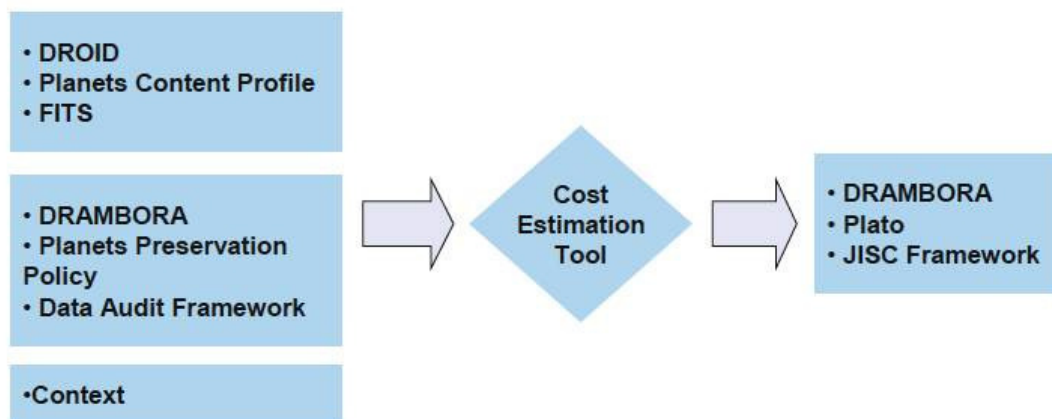 • DROID
• Planets Content Profile
• FITS
• DRAMBORA
• Planets Preservation
Policy
• Data Audit Framework
•Context
Cost
Estimation
Tool
• DRAMBORA
• Plato
• JISC Framework